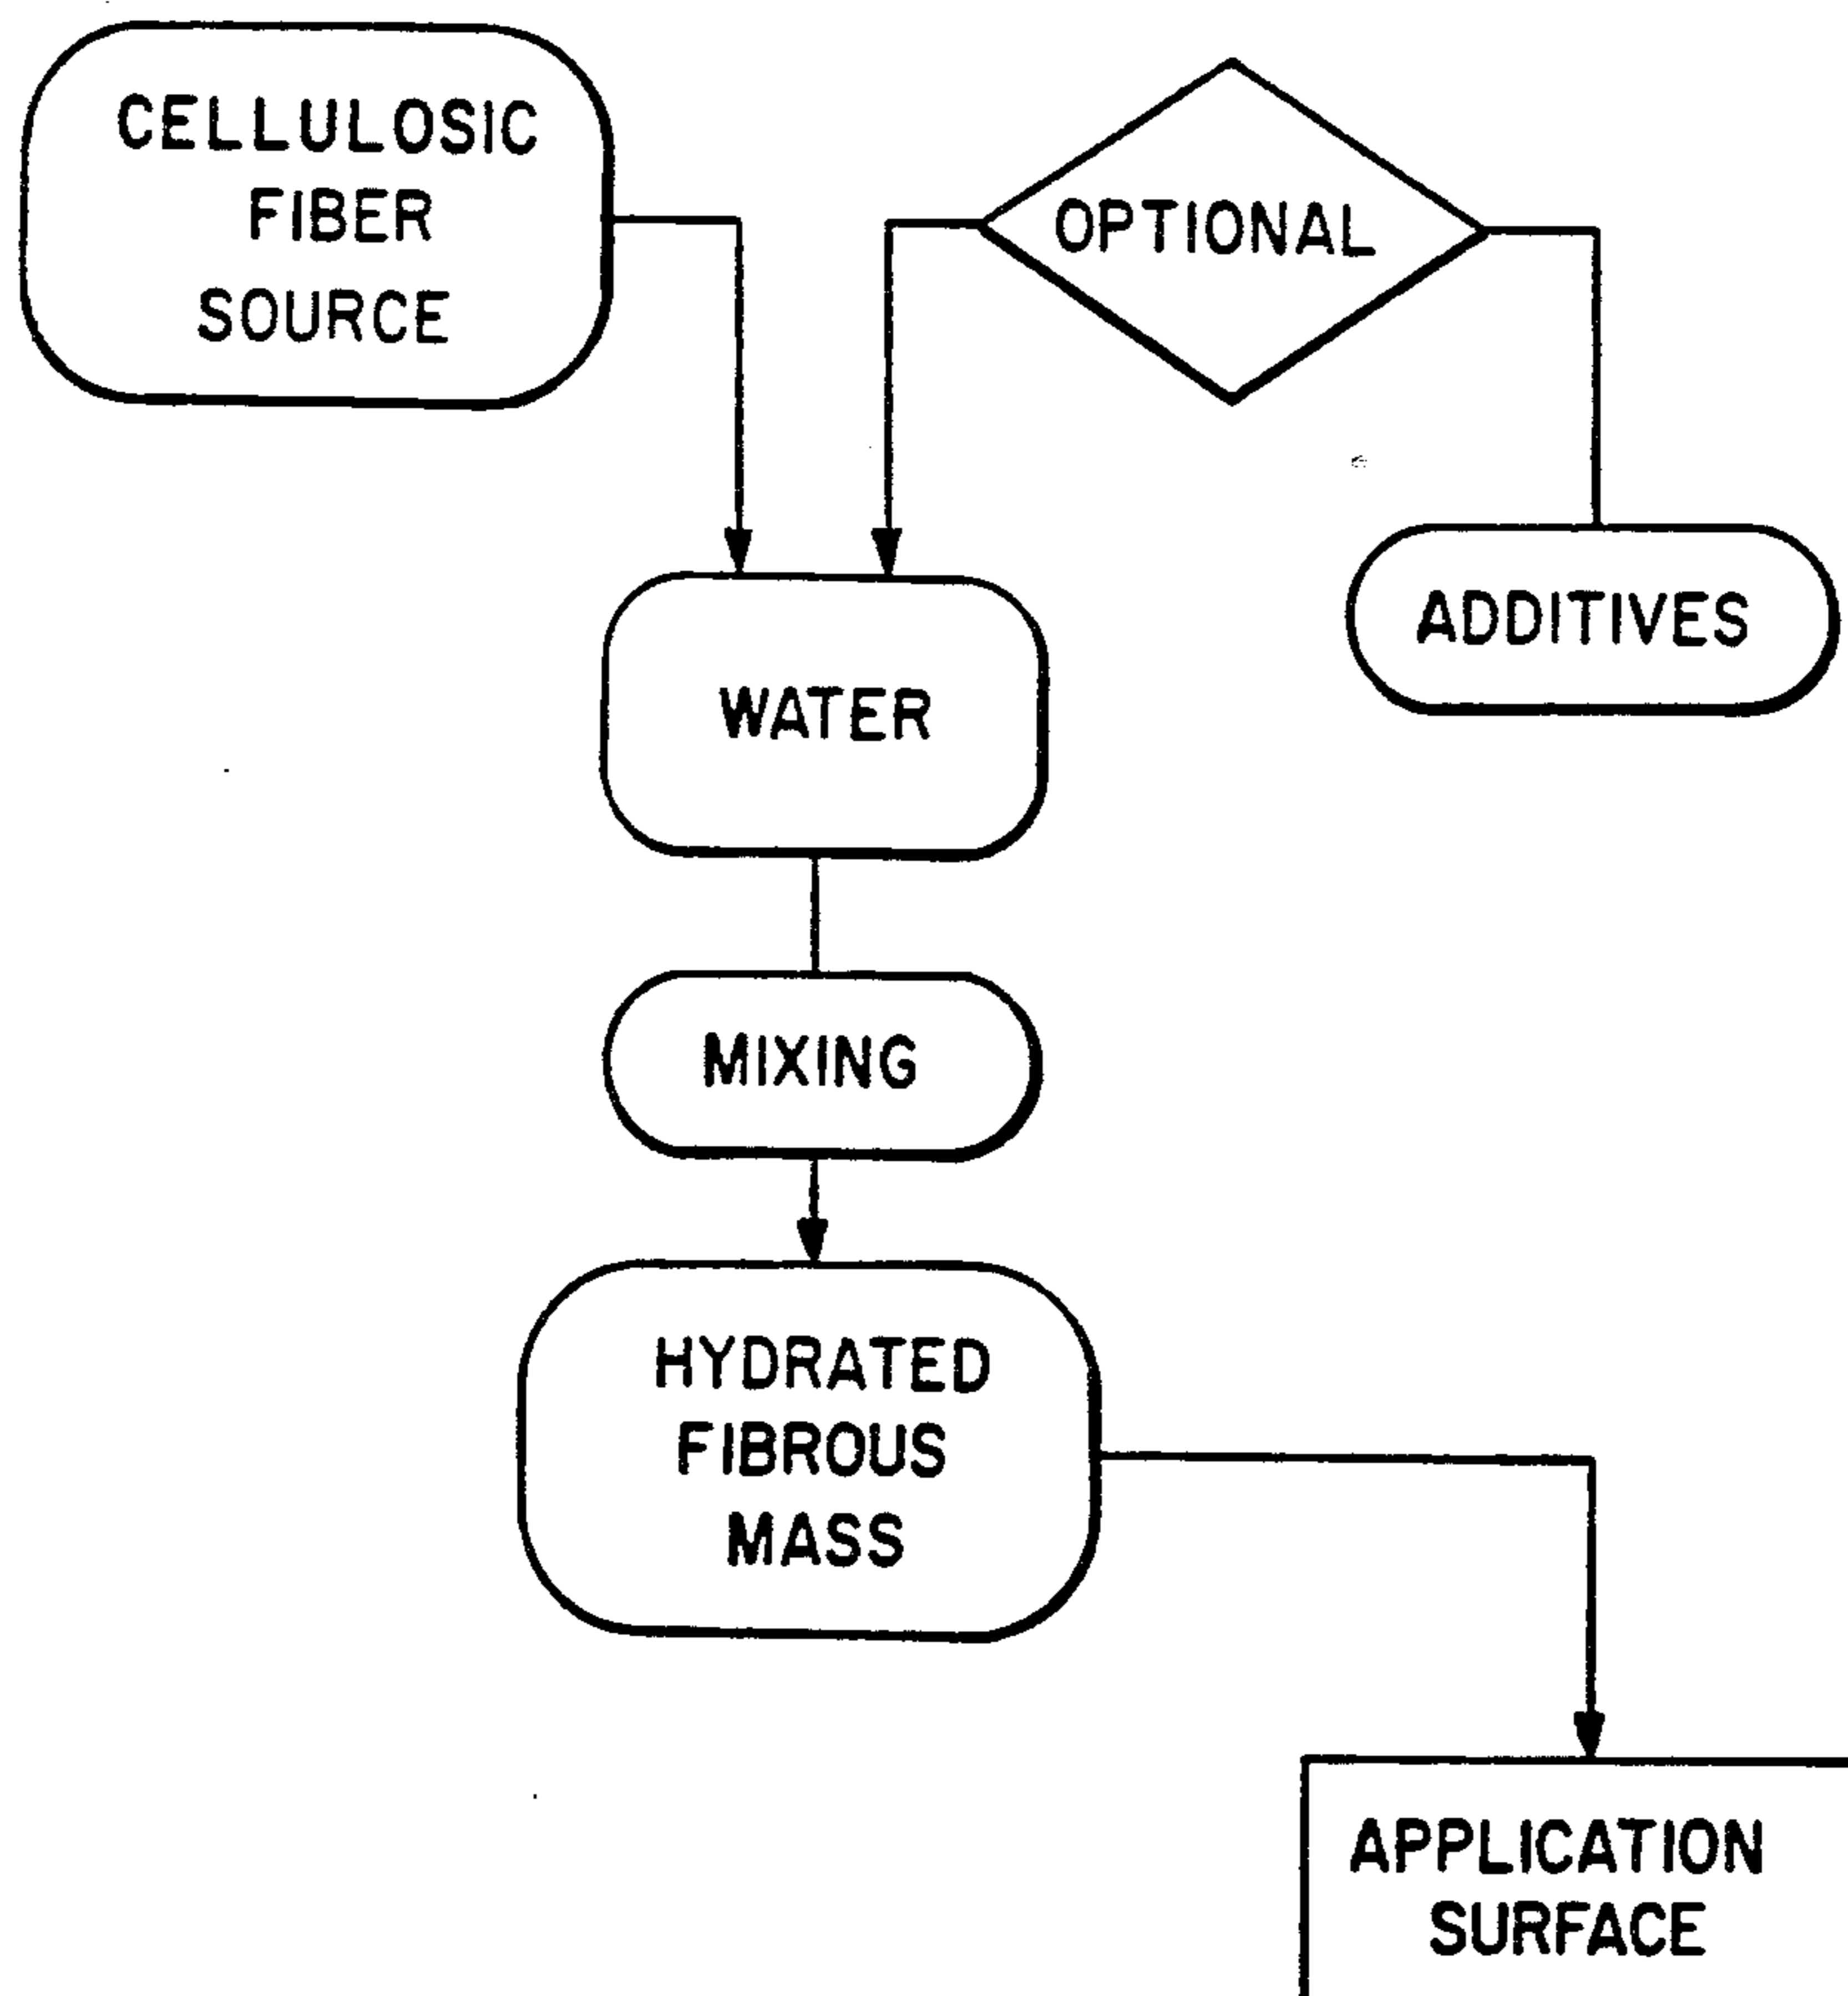 CELLULOSIC
FIBER
SOURCE
OPTIONAL
ADDITIVES
WATER
MIXING
HYDRATED
FIBROUS
MASS
APPLICATION
SURFACE